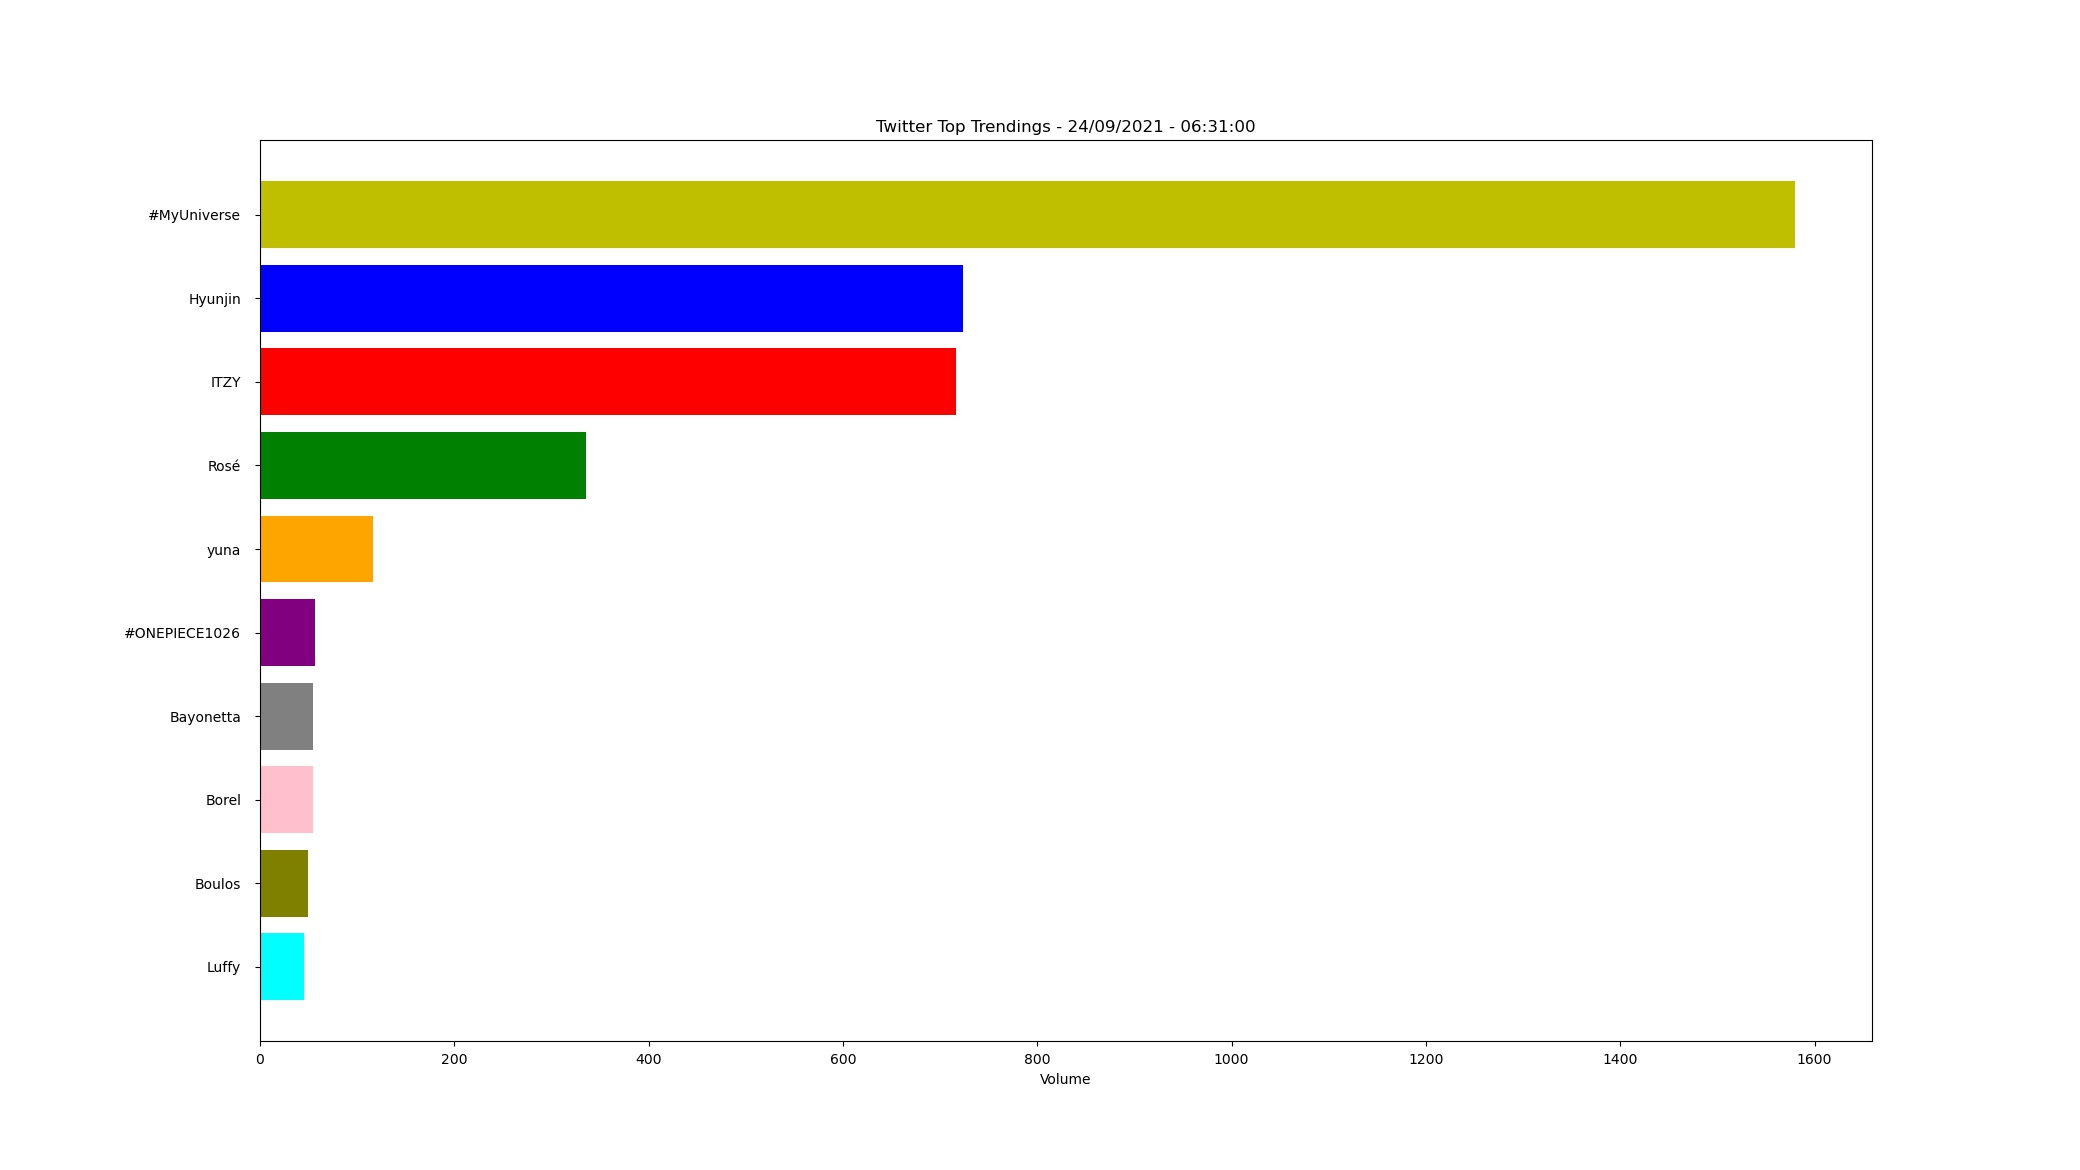 Twitter Top Trendings - 24/09/2021 - 06:31:00
#MyUniverse
Hyunjin
ITZY
Rosé
yuna
#ONEPIECE1026
Bayonetta
Borel
Boulos
Luffy
0 200 400 600 800 1000 1200 1400 1600
Volume